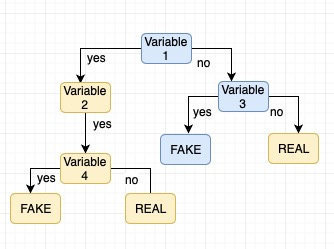 Variable
1
yes
no
Variable
2
Variable
3
yes
yes
no
FAKE
REAL
Variable
4
yes
no
FAKE
REAL